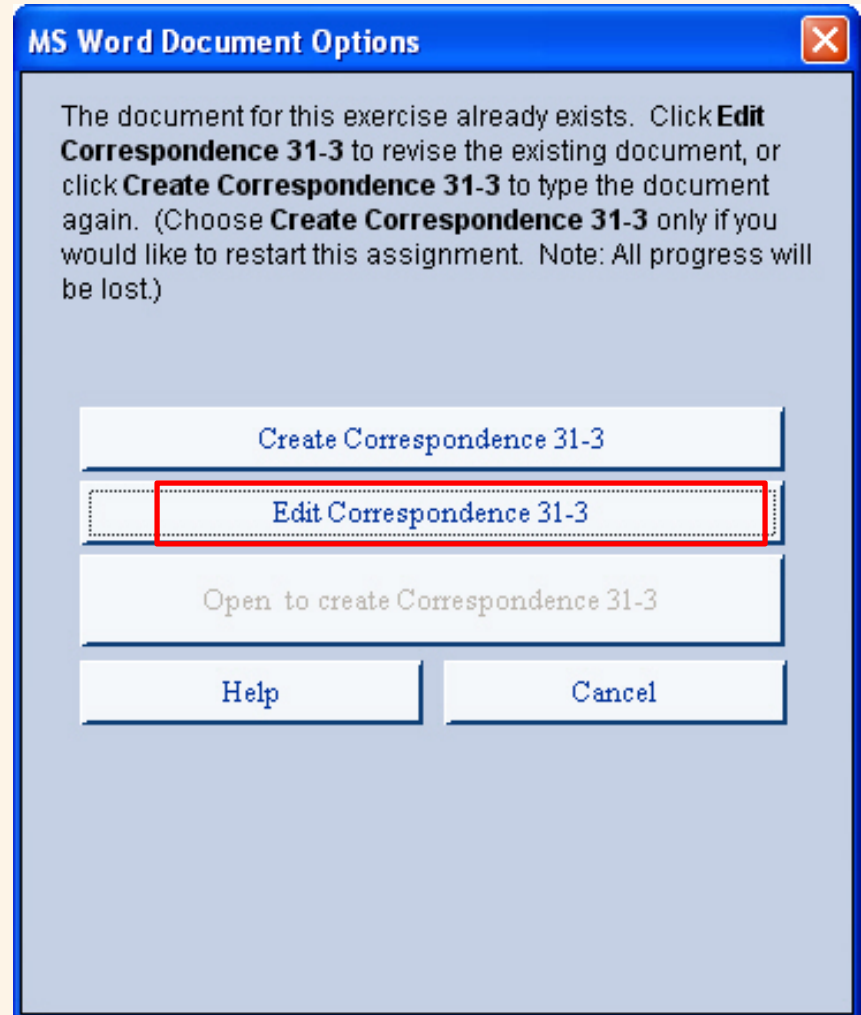 MS Word Document Options
The document for this exercise already exists.  Click Edit
Correspondence 31-3 to revise the existing document, or
click Create Correspondence 31-3 to type the document
again.  (Choose Create Correspondence 31-3 only if you
would like to restart this assignment.  Note: All progress will
be lost.)
Create Correspondence 31-3
Edit Correspondence 31-3
Open  to create Correspondence 31-3
Help
Cancel